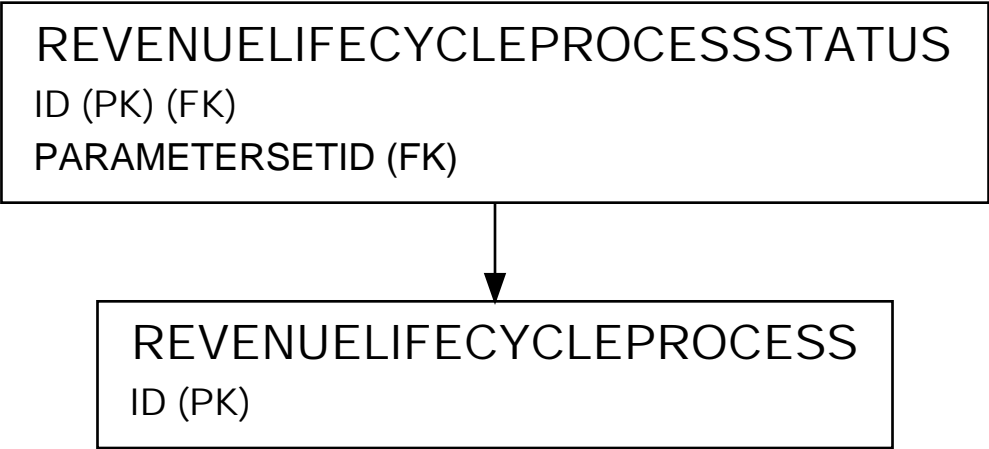 REVENUELIFECYCLEPROCESSSTATUS
ID (PK) (FK)
PARAMETERSETID (FK)
REVENUELIFECYCLEPROCESS
ID (PK)